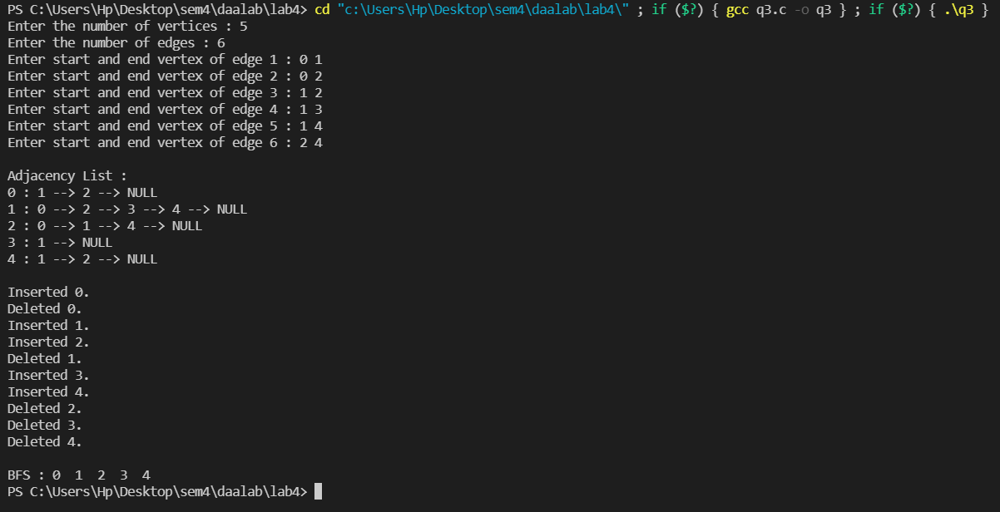 PS C:\Users\Hp\Desktop\sem4\daalab\lab4> cd "c:\Users\Hp\Desktop\sem4\daalab\lab4\" ; if ($?) { gcc q3.c -o q3 } ; if ($?) { .\q3 }
Enter the number of vertices : 5
Enter the number of edges : 6
Enter start and end vertex of edge 1 : 0 1
Enter start and end vertex of edge 2 : 0 2
Enter start and end vertex of edge 3 : 1 2
Enter start and end vertex of edge 4 : 1 3
Enter start and end vertex of edge 5 : 1 4
Enter start and end vertex of edge 6 : 2 4

Adjacency List :
0 : 1 --> 2 --> NULL
1 : 0 --> 2 --> 3 --> 4 --> NULL
2 : 0 --> 1 --> 4 --> NULL
3 : 1 --> NULL
4 : 1 --> 2 --> NULL

Inserted 0.
Deleted 0.
Inserted 1.
Inserted 2.
Deleted 1.
Inserted 3.
Inserted 4.
Deleted 2.
Deleted 3.
Deleted 4.

BFS : 0  1  2  3  4
PS C:\Users\Hp\Desktop\sem4\daalab\lab4>